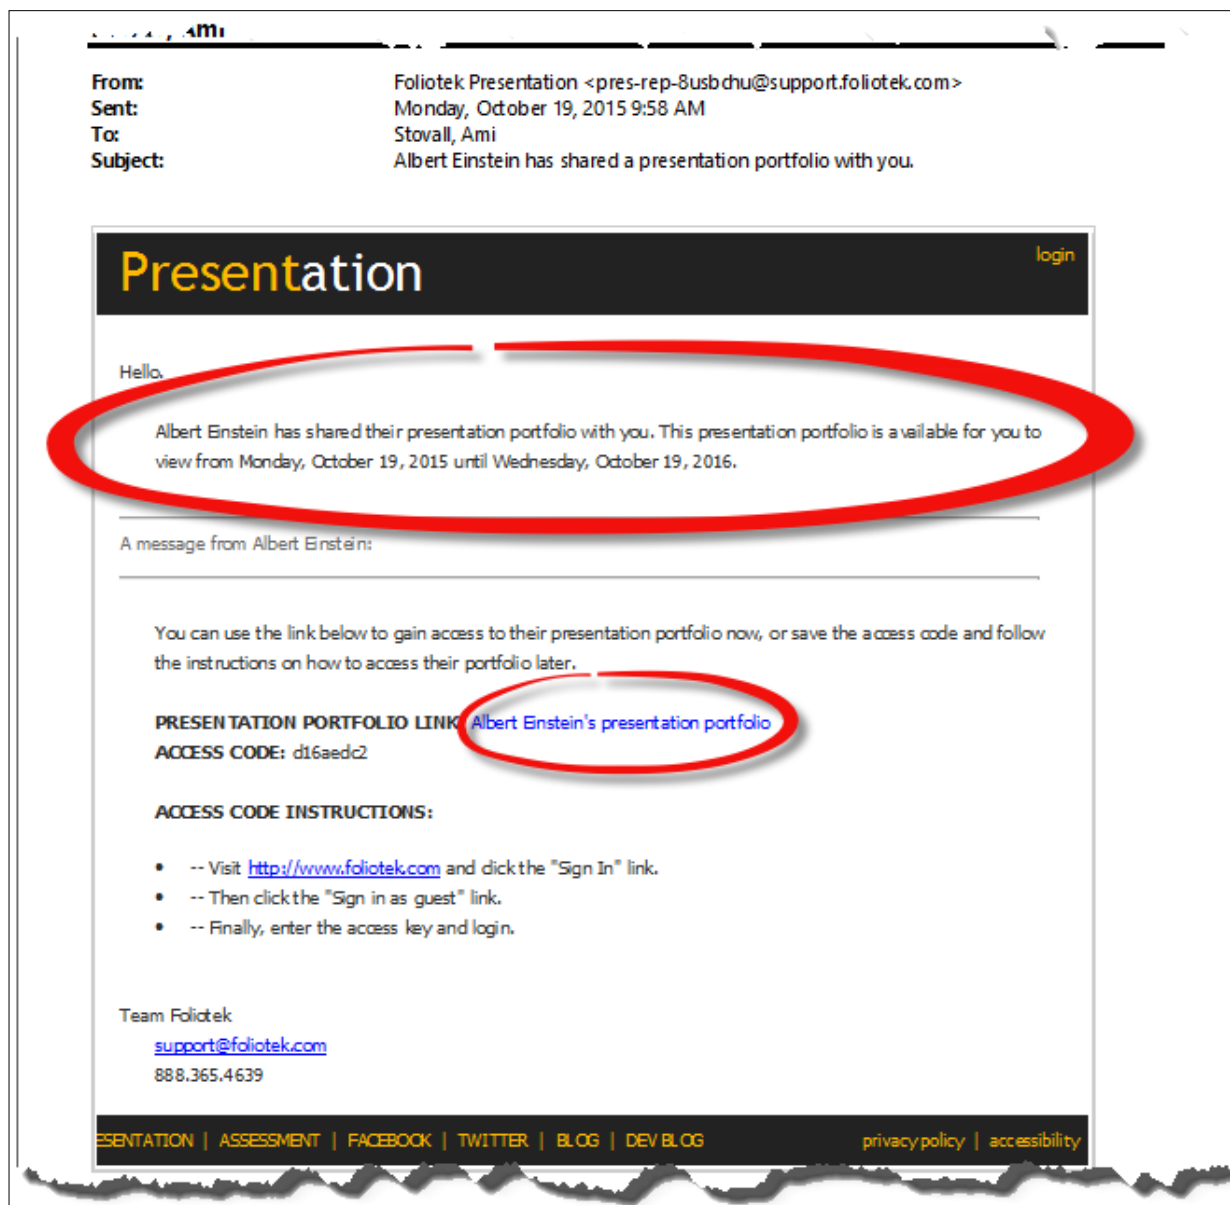 Ami
From: Foliotek Presentation <pres-rep-8usbchu@support.foliotek.com>
Sent: Monday, October 19, 2015 9:58 AM
To: Stovall, Ami
Subject: Albert Einstein has shared a presentation portfolio with you.
Presentation
login
Hello,
Albert Einstein has shared their presentation portfolio with you. This presentation portfolio is available for you to
view from Monday, October 19, 2015 until Wednesday, October 19, 2016.
A message from Albert Einstein:
You can use the link below to gain access to their presentation portfolio now, or save the access code and follow
the instructions on how to access their portfolio later.
PRESENTATION PORTFOLIO LINK Albert Einstein's presentation portfolio
ACCESS CODE: d16aedc2
ACCESS CODE INSTRUCTIONS:
• -- Visit http://www.foliotek.com and click the "Sign In" link.
• -- Then click the "Sign in as guest" link.
• -- Finally, enter the access key and login.
Team Foliotek
support@foliotek.com
888.365.4639
ESENTATION | ASSESSMENT | FACEBOOK | TWITTER | BLOG | DEV BLOG privacy policy | accessibility